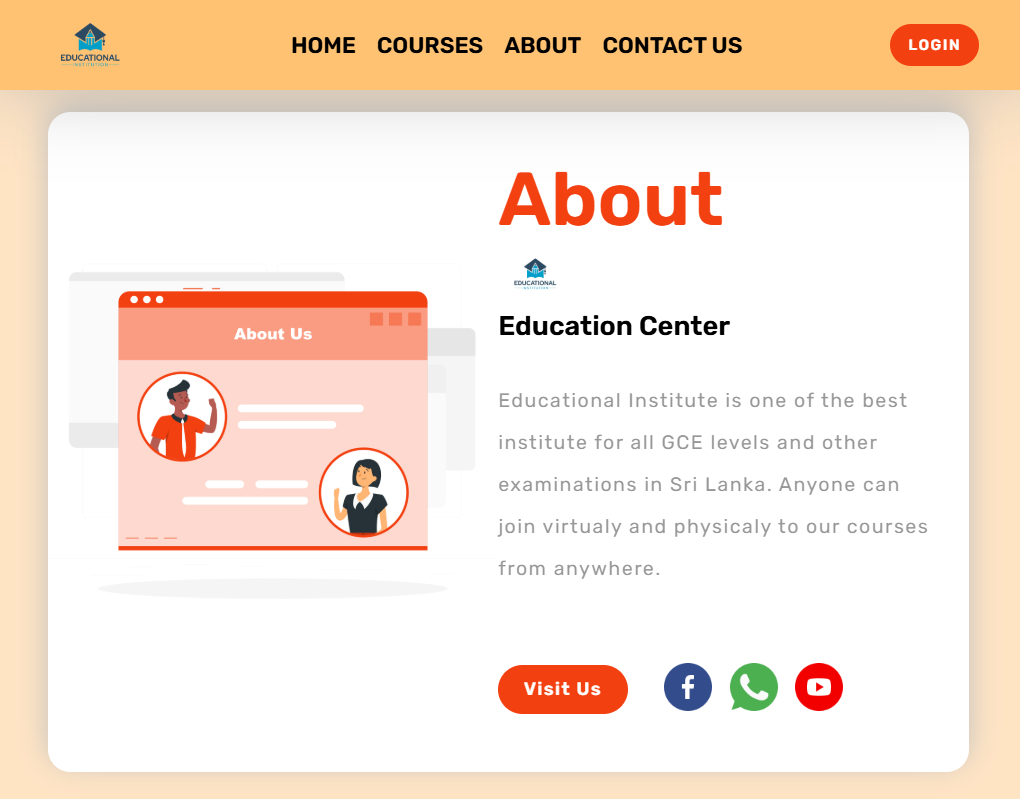 EDUCATIONAL
INSTITUTION
HOME COURSES ABOUT CONTACT US
LOGIN
About
EDUCATIONAL
INSTITUTION
Education Center
About Us
Educational Institute is one of the best
institute for all GCE levels and other
examinations in Sri Lanka. Anyone can
join virtualy and physicaly to our courses
from anywhere.
Visit Us